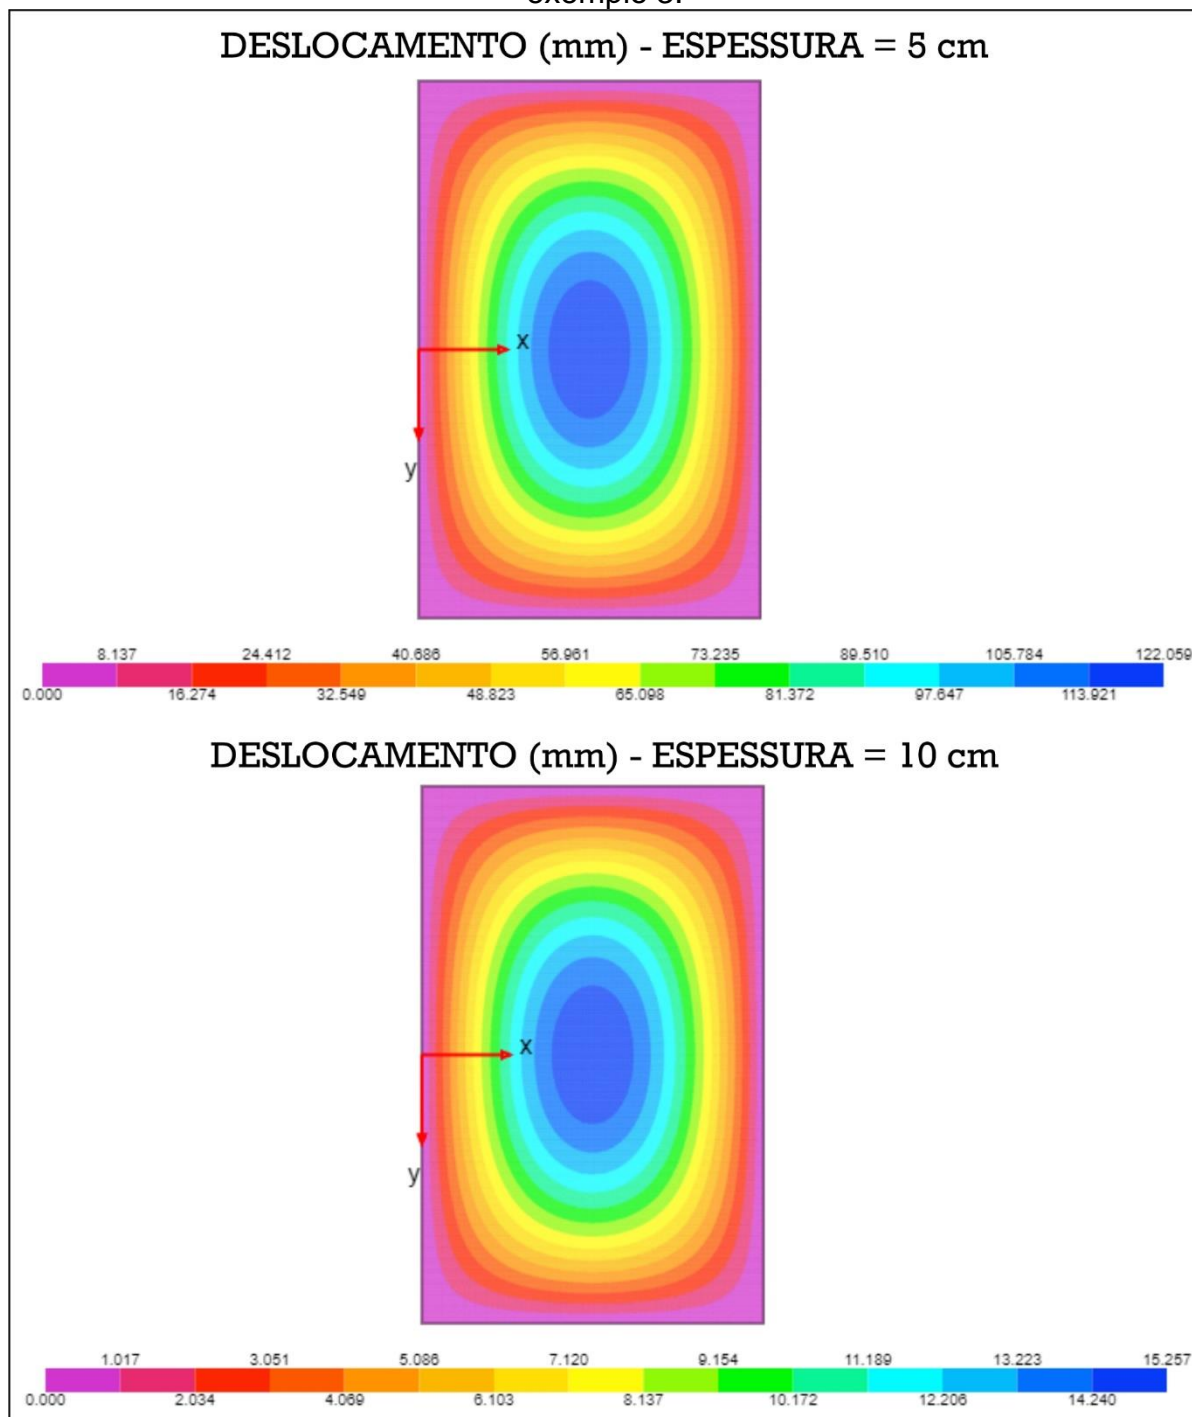 DESLOCAMENTO (mm) - ESPESSURA = 5 cm
x
y
8.137 24.412 40.686 56.961 73.235 89.510 105.784 122.059
0.000 16.274 32.549 48.823 65.098 81.372 97.647 113.921
DESLOCAMENTO (mm) - ESPESSURA = 10 cm
x
y
1.017 3.051 5.086 7.120 9.154 11.189 13.223 15.257
0.000 2.034 4.069 6.103 8.137 10.172 12.206 14.240